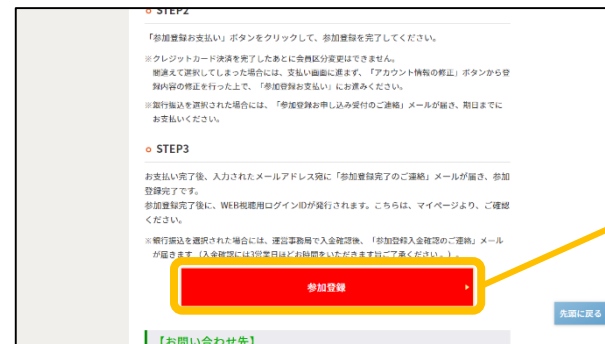 STEP2
「参加登録お支払い」ボタンをクリックして、参加登録を完了してください。
※クレジットカード決済を完了したあとに会員区分変更はできません。
間違えて選択してしまった場合には、支払い画面に進まず、「アカウント情報の修正」ボタンから登
録内容の修正を行った上で、「参加登録お支払い」にお進みください。
※銀行振込を選択された場合には、「参加登録お申し込み受付のご連絡」メールが届き、期日までに
お支払いください。
STEP3
お支払い完了後、入力されたメールアドレス宛に「参加登録完了のご連絡」メールが届き、参加
登録完了です。
参加登録完了後に、WEB視聴用ログインIDが発行されます。こちらは、マイページより、ご確認
ください。
※銀行振込を選択された場合には、運営事務局で入金確認後、「参加登録入金確認のご連絡」メール
が届きます（入金確認には3営業日ほどお時間をいただきます旨ご了承ください。）。
参加登録
先頭に戻る
【お問い合わせ先】